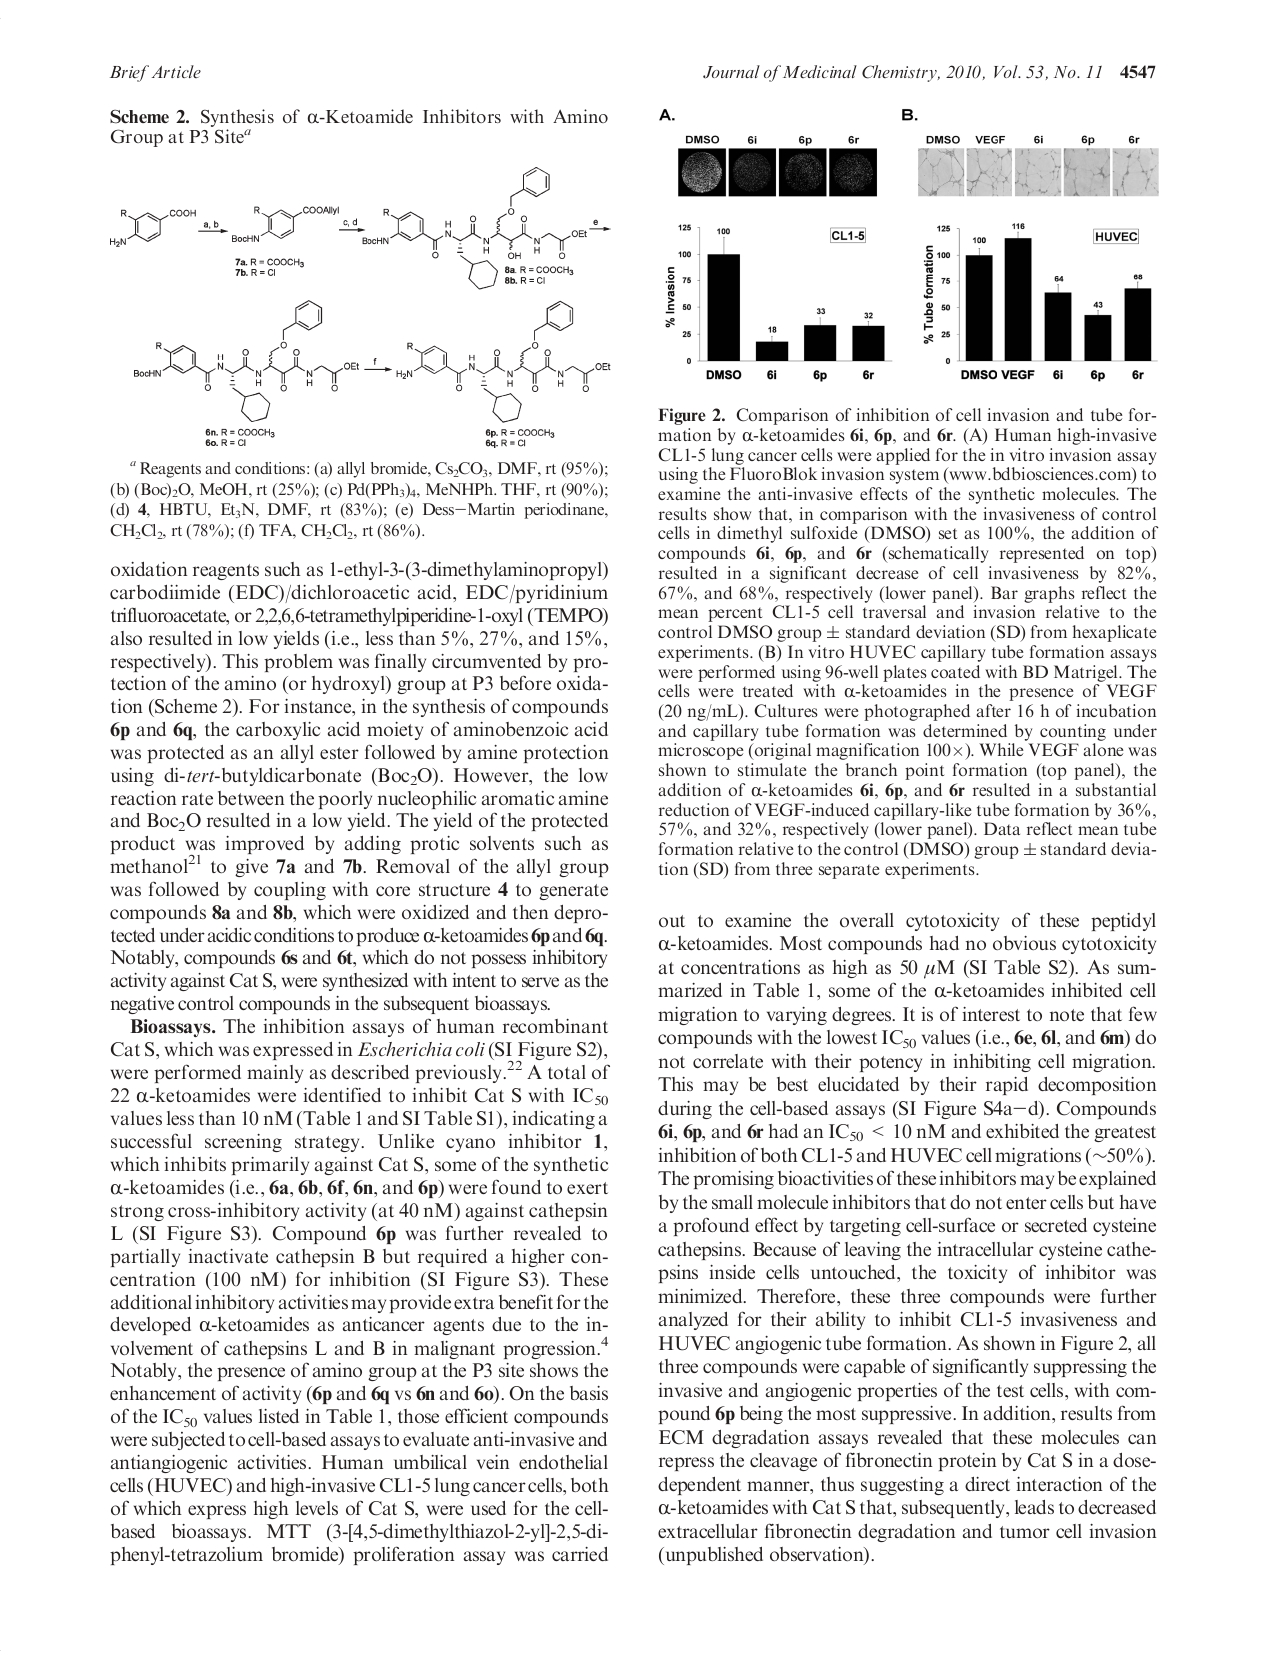 Brief Article
Journal of Medicinal Chemistry, 2010, Vol. 53, No. 11 4547
Scheme 2. Synthesis of α-Ketoamide Inhibitors with Amino
Group at P3 Site^a
R
COOH
H₂N
a, b
R
COOAllyl
BocHN
7a. R = COOCH₃
7b. R = Cl
c, d
R
BocHN
O
H
N
O
N
H
O
OH
O
N
H
O
OEt
8a. R = COOCH₃
8b. R = Cl
e
R
BocHN
O
H
N
O
N
H
O
O
O
N
H
O
OEt
6n. R = COOCH₃
6o. R = Cl
f
R
H₂N
O
H
N
O
N
H
O
O
O
N
H
O
OEt
6p. R = COOCH₃
6q. R = Cl
^a Reagents and conditions: (a) allyl bromide, Cs₂CO₃, DMF, rt (95%);
(b) (Boc)₂O, MeOH, rt (25%); (c) Pd(PPh₃)₄, MeNHPh. THF, rt (90%);
(d) 4, HBTU, Et₃N, DMF, rt (83%); (e) Dess−Martin periodinane,
CH₂Cl₂, rt (78%); (f) TFA, CH₂Cl₂, rt (86%).
oxidation reagents such as 1-ethyl-3-(3-dimethylaminopropyl)
carbodiimide (EDC)/dichloroacetic acid, EDC/pyridinium
trifluoroacetate, or 2,2,6,6-tetramethylpiperidine-1-oxyl (TEMPO)
also resulted in low yields (i.e., less than 5%, 27%, and 15%,
respectively). This problem was finally circumvented by pro-
tection of the amino (or hydroxyl) group at P3 before oxida-
tion (Scheme 2). For instance, in the synthesis of compounds
6p and 6q, the carboxylic acid moiety of aminobenzoic acid
was protected as an allyl ester followed by amine protection
using di-tert-butyldicarbonate (Boc₂O). However, the low
reaction rate between the poorly nucleophilic aromatic amine
and Boc₂O resulted in a low yield. The yield of the protected
product was improved by adding protic solvents such as
methanol²¹ to give 7a and 7b. Removal of the allyl group
was followed by coupling with core structure 4 to generate
compounds 8a and 8b, which were oxidized and then depro-
tected under acidic conditions to produce α-ketoamides 6p and 6q.
Notably, compounds 6s and 6t, which do not possess inhibitory
activity against Cat S, were synthesized with intent to serve as the
negative control compounds in the subsequent bioassays.
Bioassays. The inhibition assays of human recombinant
Cat S, which was expressed in Escherichia coli (SI Figure S2),
were performed mainly as described previously.²² A total of
22 α-ketoamides were identified to inhibit Cat S with IC₅₀
values less than 10 nM (Table 1 and SI Table S1), indicating a
successful screening strategy. Unlike cyano inhibitor 1,
which inhibits primarily against Cat S, some of the synthetic
α-ketoamides (i.e., 6a, 6b, 6f, 6n, and 6p) were found to exert
strong cross-inhibitory activity (at 40 nM) against cathepsin
L (SI Figure S3). Compound 6p was further revealed to
partially inactivate cathepsin B but required a higher con-
centration (100 nM) for inhibition (SI Figure S3). These
additional inhibitory activities may provide extra benefit for the
developed α-ketoamides as anticancer agents due to the in-
volvement of cathepsins L and B in malignant progression.⁴
Notably, the presence of amino group at the P3 site shows the
enhancement of activity (6p and 6q vs 6n and 6o). On the basis
of the IC₅₀ values listed in Table 1, those efficient compounds
were subjected to cell-based assays to evaluate anti-invasive and
antiangiogenic activities. Human umbilical vein endothelial
cells (HUVEC) and high-invasive CL1-5 lung cancer cells, both
of which express high levels of Cat S, were used for the cell-
based bioassays. MTT (3-[4,5-dimethylthiazol-2-yl]-2,5-di-
phenyl-tetrazolium bromide) proliferation assay was carried
A.
DMSO 6i 6p 6r
% Invasion
125
100
75
50
25
0
CL1-5
100
18
33
32
DMSO 6i 6p 6r
B.
DMSO VEGF 6i 6p 6r
% Tube formation
125
100
75
50
25
0
HUVEC
100
116
64
43
68
DMSO VEGF 6i 6p 6r
Figure 2. Comparison of inhibition of cell invasion and tube for-
mation by α-ketoamides 6i, 6p, and 6r. (A) Human high-invasive
CL1-5 lung cancer cells were applied for the in vitro invasion assay
using the FluoroBlok invasion system (www.bdbiosciences.com) to
examine the anti-invasive effects of the synthetic molecules. The
results show that, in comparison with the invasiveness of control
cells in dimethyl sulfoxide (DMSO) set as 100%, the addition of
compounds 6i, 6p, and 6r (schematically represented on top)
resulted in a significant decrease of cell invasiveness by 82%,
67%, and 68%, respectively (lower panel). Bar graphs reflect the
mean percent CL1-5 cell traversal and invasion relative to the
control DMSO group ± standard deviation (SD) from hexaplicate
experiments. (B) In vitro HUVEC capillary tube formation assays
were performed using 96-well plates coated with BD Matrigel. The
cells were treated with α-ketoamides in the presence of VEGF
(20 ng/mL). Cultures were photographed after 16 h of incubation
and capillary tube formation was determined by counting under
microscope (original magnification 100×). While VEGF alone was
shown to stimulate the branch point formation (top panel), the
addition of α-ketoamides 6i, 6p, and 6r resulted in a substantial
reduction of VEGF-induced capillary-like tube formation by 36%,
57%, and 32%, respectively (lower panel). Data reflect mean tube
formation relative to the control (DMSO) group ± standard devia-
tion (SD) from three separate experiments.
out to examine the overall cytotoxicity of these peptidyl
α-ketoamides. Most compounds had no obvious cytotoxicity
at concentrations as high as 50 μM (SI Table S2). As sum-
marized in Table 1, some of the α-ketoamides inhibited cell
migration to varying degrees. It is of interest to note that few
compounds with the lowest IC₅₀ values (i.e., 6e, 6l, and 6m) do
not correlate with their potency in inhibiting cell migration.
This may be best elucidated by their rapid decomposition
during the cell-based assays (SI Figure S4a−d). Compounds
6i, 6p, and 6r had an IC₅₀ < 10 nM and exhibited the greatest
inhibition of both CL1-5 and HUVEC cell migrations (∼50%).
The promising bioactivities of these inhibitors may be explained
by the small molecule inhibitors that do not enter cells but have
a profound effect by targeting cell-surface or secreted cysteine
cathepsins. Because of leaving the intracellular cysteine cathe-
psins inside cells untouched, the toxicity of inhibitor was
minimized. Therefore, these three compounds were further
analyzed for their ability to inhibit CL1-5 invasiveness and
HUVEC angiogenic tube formation. As shown in Figure 2, all
three compounds were capable of significantly suppressing the
invasive and angiogenic properties of the test cells, with com-
pound 6p being the most suppressive. In addition, results from
ECM degradation assays revealed that these molecules can
repress the cleavage of fibronectin protein by Cat S in a dose-
dependent manner, thus suggesting a direct interaction of the
α-ketoamides with Cat S that, subsequently, leads to decreased
extracellular fibronectin degradation and tumor cell invasion
(unpublished observation).